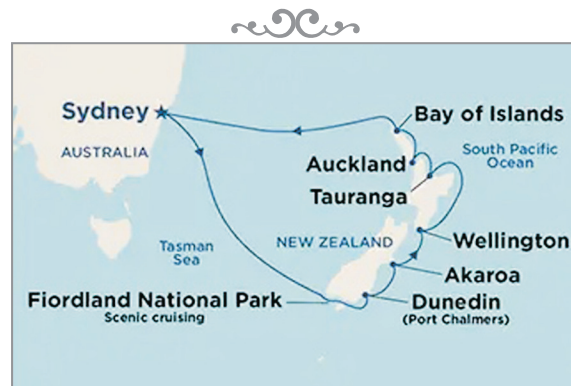 Sydney
AUSTRALIA
Bay of Islands
South Pacific
Ocean
Auckland
Tauranga
Tasman
Sea
NEW ZEALAND
Wellington
Akaroa
Fiordland National Park
Scenic cruising
Dunedin
(Port Chalmers)